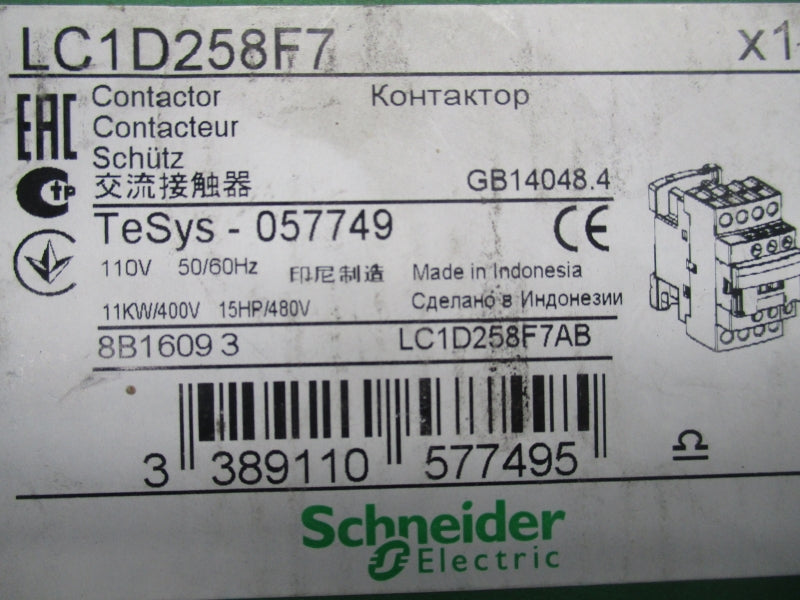 LC1D258F7 x1
EAC
Contactor Контактор
Contacteur
Schütz
交流接触器 GB14048.4
TeSys - 057749 CE
110V 50/60Hz 印尼制造 Made in Indonesia
11KW/400V 15HP/480V Сделано в Индонезии
8B1609 3 LC1D258F7AB
3 389110 577495
Schneider
Electric